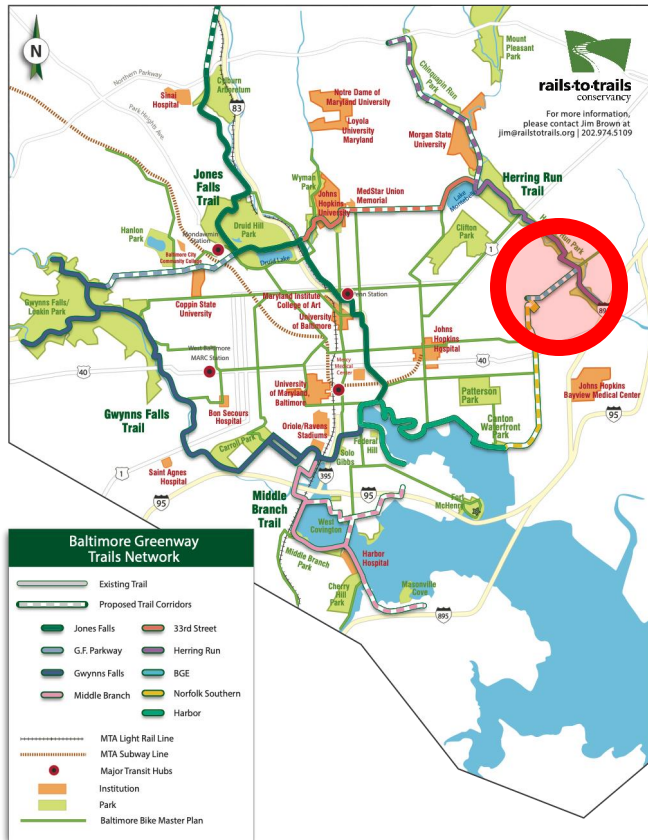 N
Mount
Pleasant
Park
rails·to·trails
conservancy
For more information,
please contact Jim Brown at
jim@railstotrails.org | 202.974.5109
Northern Parkway
Park Heights Ave.
Cylburn
Arboretum
Sinai
Hospital
83
Notre Dame of
Maryland University
Loyola
University
Maryland
Chinquapin Run
Park
Morgan State
University
Jones
Falls
Trail
Wyman
Park
Johns
Hopkins
University
MedStar Union
Memorial
Herring Run
Trail
Hanlon
Park
Druid Hill
Park
Druid Lake
Station
Baltimore City
Community College
Clifton
Park
1
Gwynns Falls/
Leakin Park
Coppin State
University
Maryland Institute
College of Art
Station
University
of Baltimore
West Baltimore
MARC Station
Mercy
Medical
Center
Johns
Hopkins
Hospital
40
40
University
of Maryland,
Baltimore
Patterson
Park
Johns Hopkins
Bayview Medical Center
Gwynns Falls
Trail
Bon Secours
Hospital
Carroll Park
Oriole/Ravens
Stadiums
Federal
Hill
Solo
Gibbs
Canton
Waterfront
Park
1
Saint Agnes
Hospital
395
95
95
95
Middle
Branch
Trail
Fort
McHenry
West
Covington
Middle Branch
Park
Harbor
Hospital
Cherry
Hill
Park
Masonville
Cove
895
Baltimore Greenway
Trails Network
Existing Trail
Proposed Trail Corridors
Jones Falls
33rd Street
G.F. Parkway
Herring Run
Gwynns Falls
BGE
Middle Branch
Norfolk Southern
Harbor
MTA Light Rail Line
MTA Subway Line
Major Transit Hubs
Institution
Park
Baltimore Bike Master Plan